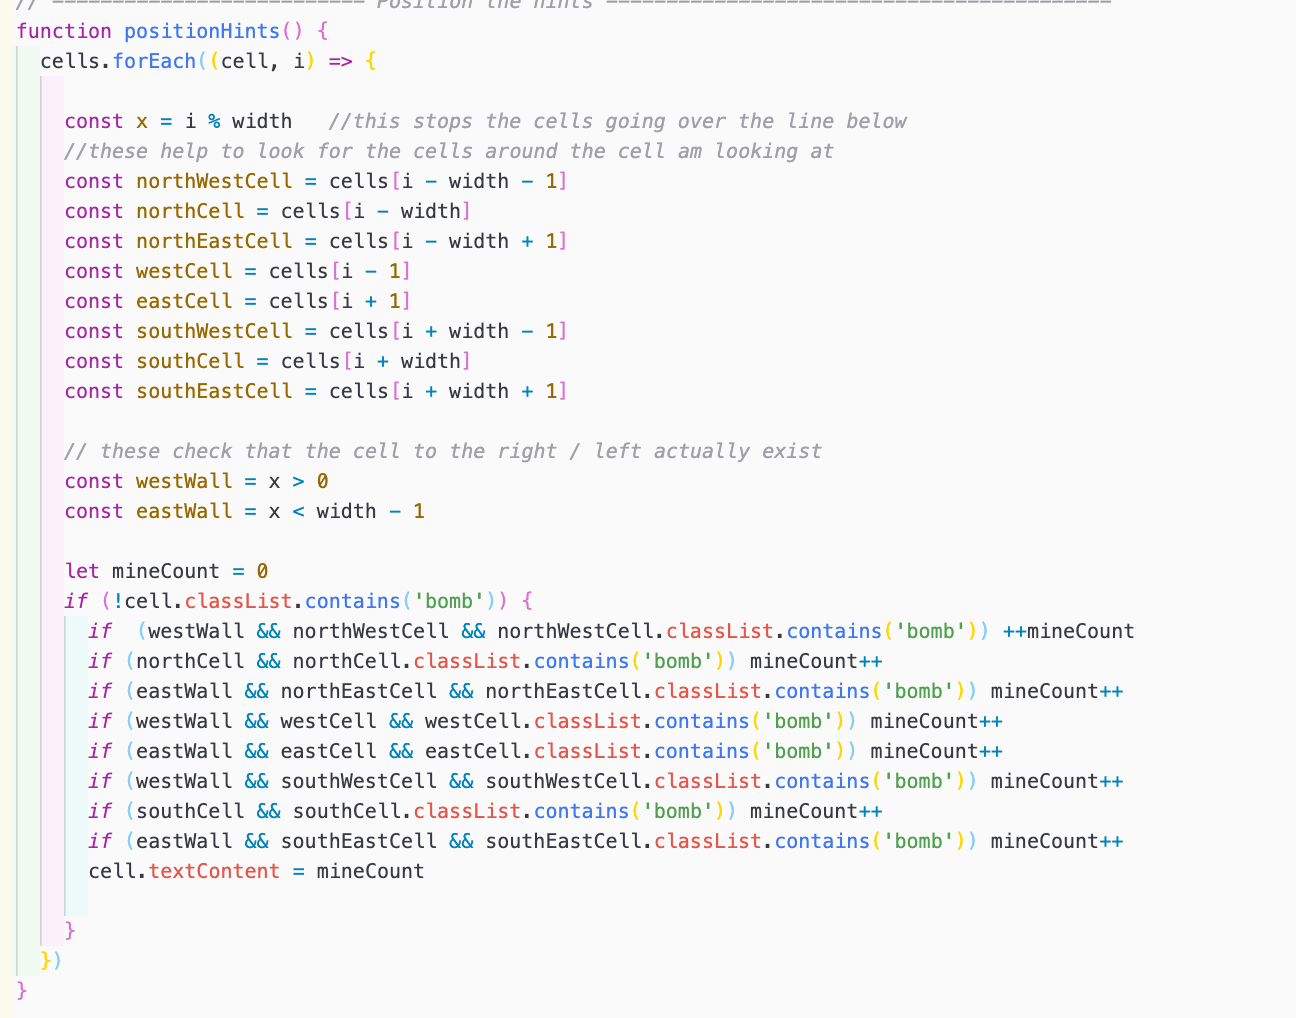 // ========================== Position the hints ==========================================
function positionHints() {
  cells.forEach((cell, i) => {

    const x = i % width   //this stops the cells going over the line below
    //these help to look for the cells around the cell am looking at
    const northWestCell = cells[i - width - 1]
    const northCell = cells[i - width]
    const northEastCell = cells[i - width + 1]
    const westCell = cells[i - 1]
    const eastCell = cells[i + 1]
    const southWestCell = cells[i + width - 1]
    const southCell = cells[i + width]
    const southEastCell = cells[i + width + 1]

    // these check that the cell to the right / left actually exist
    const westWall = x > 0
    const eastWall = x < width - 1

    let mineCount = 0
    if (!cell.classList.contains('bomb')) {
      if  (westWall && northWestCell && northWestCell.classList.contains('bomb')) ++mineCount
      if (northCell && northCell.classList.contains('bomb')) mineCount++
      if (eastWall && northEastCell && northEastCell.classList.contains('bomb')) mineCount++
      if (westWall && westCell && westCell.classList.contains('bomb')) mineCount++
      if (eastWall && eastCell && eastCell.classList.contains('bomb')) mineCount++
      if (westWall && southWestCell && southWestCell.classList.contains('bomb')) mineCount++
      if (southCell && southCell.classList.contains('bomb')) mineCount++
      if (eastWall && southEastCell && southEastCell.classList.contains('bomb')) mineCount++
      cell.textContent = mineCount

    }
  })
}